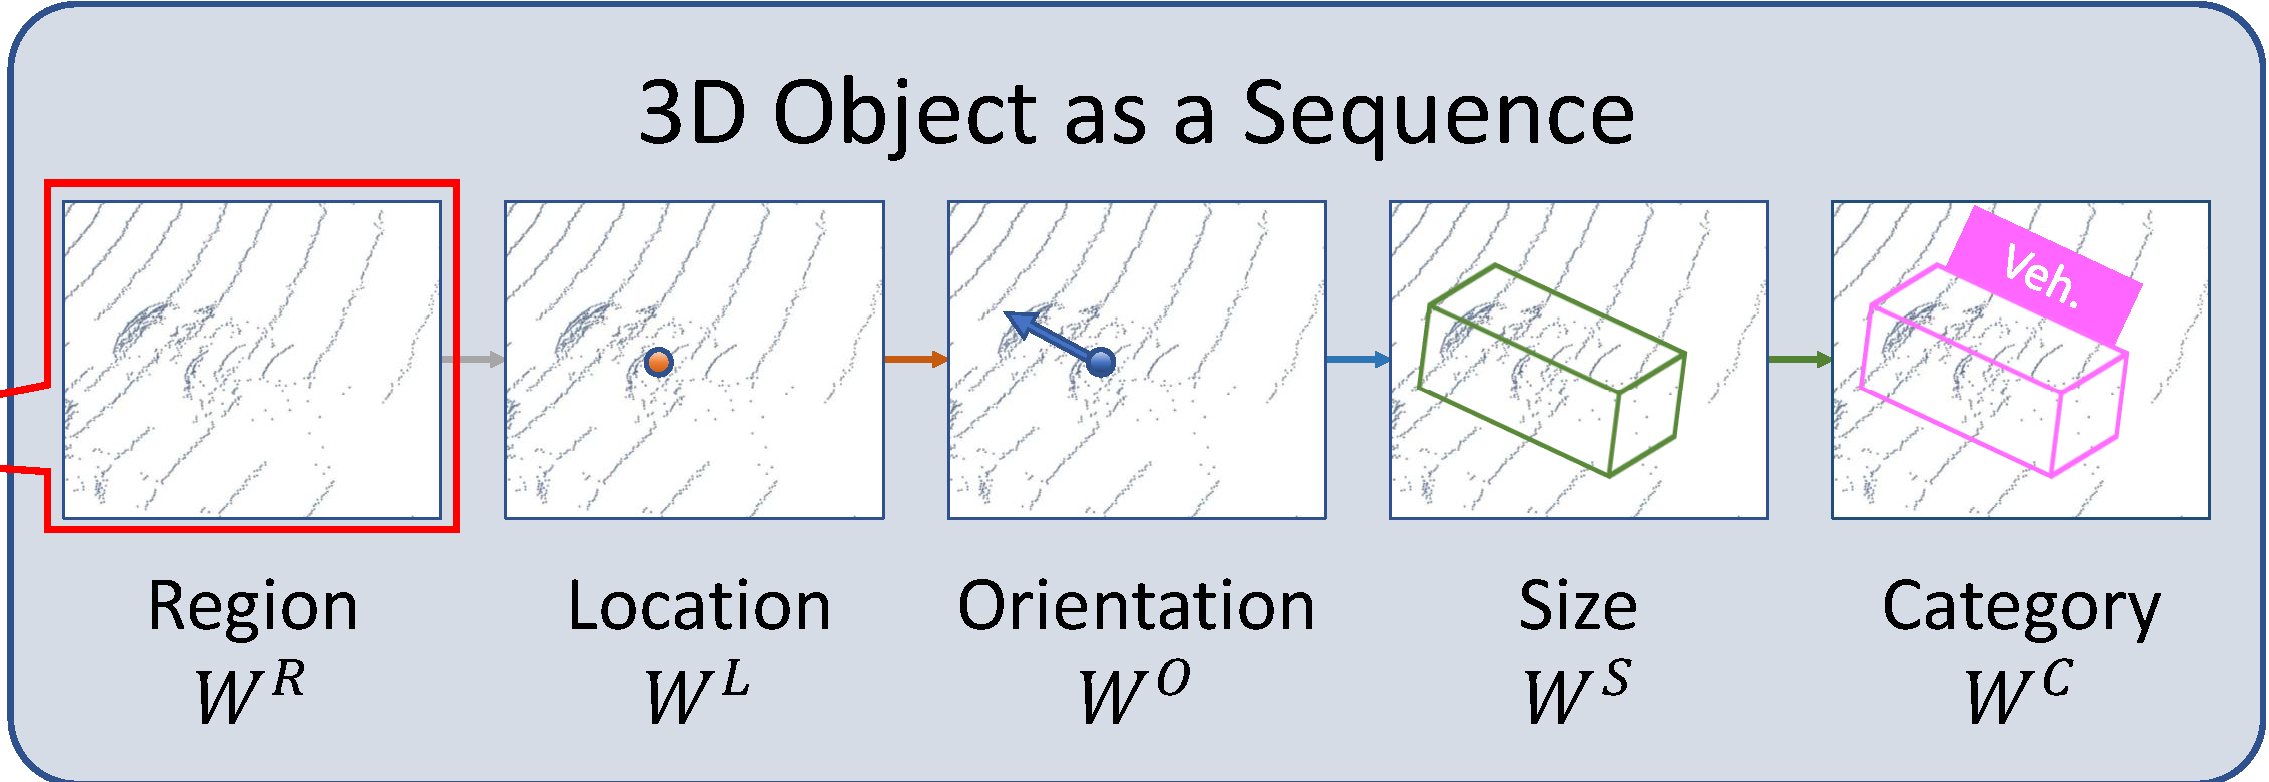 3D Object as a Sequence
Veh.
Region Location Orientation Size Category
W^R W^L W^O W^S W^C